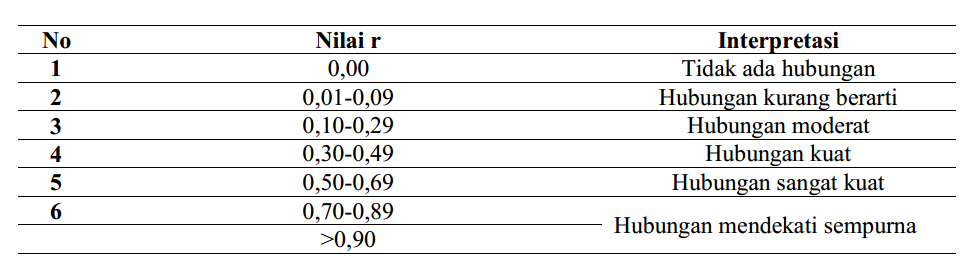 No Nilai r Interpretasi
1 0,00 Tidak ada hubungan
2 0,01-0,09 Hubungan kurang berarti
3 0,10-0,29 Hubungan moderat
4 0,30-0,49 Hubungan kuat
5 0,50-0,69 Hubungan sangat kuat
6 0,70-0,89 Hubungan mendekati sempurna
>0,90